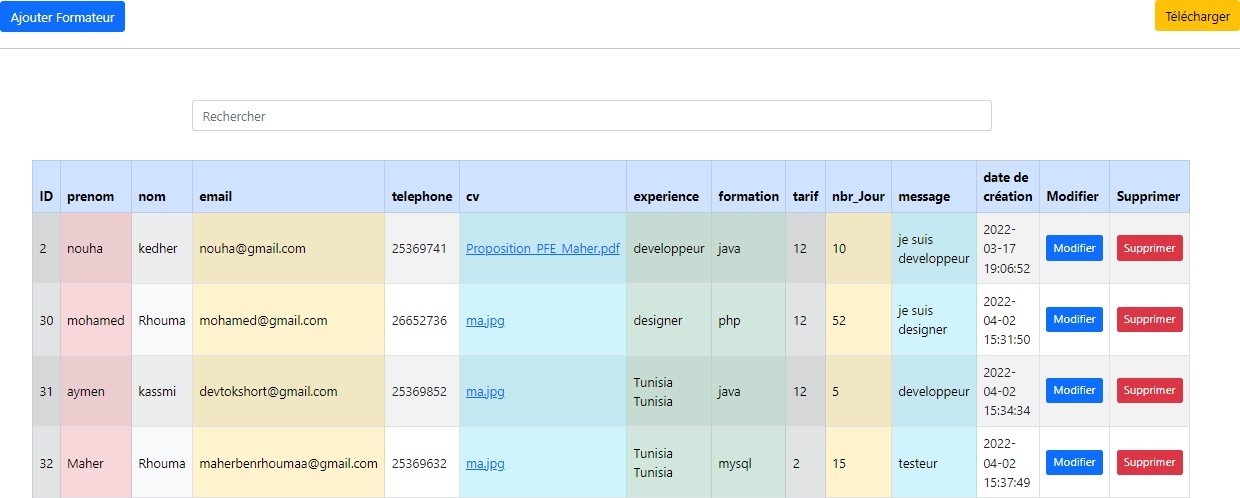 Ajouter Formateur Télécharger
Rechercher
ID prenom nom email telephone cv experience formation tarif nbr_Jour message date de création Modifier Supprimer
2 nouha kedher nouha@gmail.com 25369741 Proposition_PFE_Maher.pdf developpeur java 12 10 je suis developpeur 2022-03-17 19:06:52 Modifier Supprimer
30 mohamed Rhouma mohamed@gmail.com 26652736 ma.jpg designer php 12 52 je suis designer 2022-04-02 15:31:50 Modifier Supprimer
31 aymen kassmi devtokshort@gmail.com 25369852 ma.jpg Tunisia Tunisia java 12 5 developpeur 2022-04-02 15:34:34 Modifier Supprimer
32 Maher Rhouma maherbenrhoumaa@gmail.com 25369632 ma.jpg Tunisia Tunisia mysql 2 15 testeur 2022-04-02 15:37:49 Modifier Supprimer